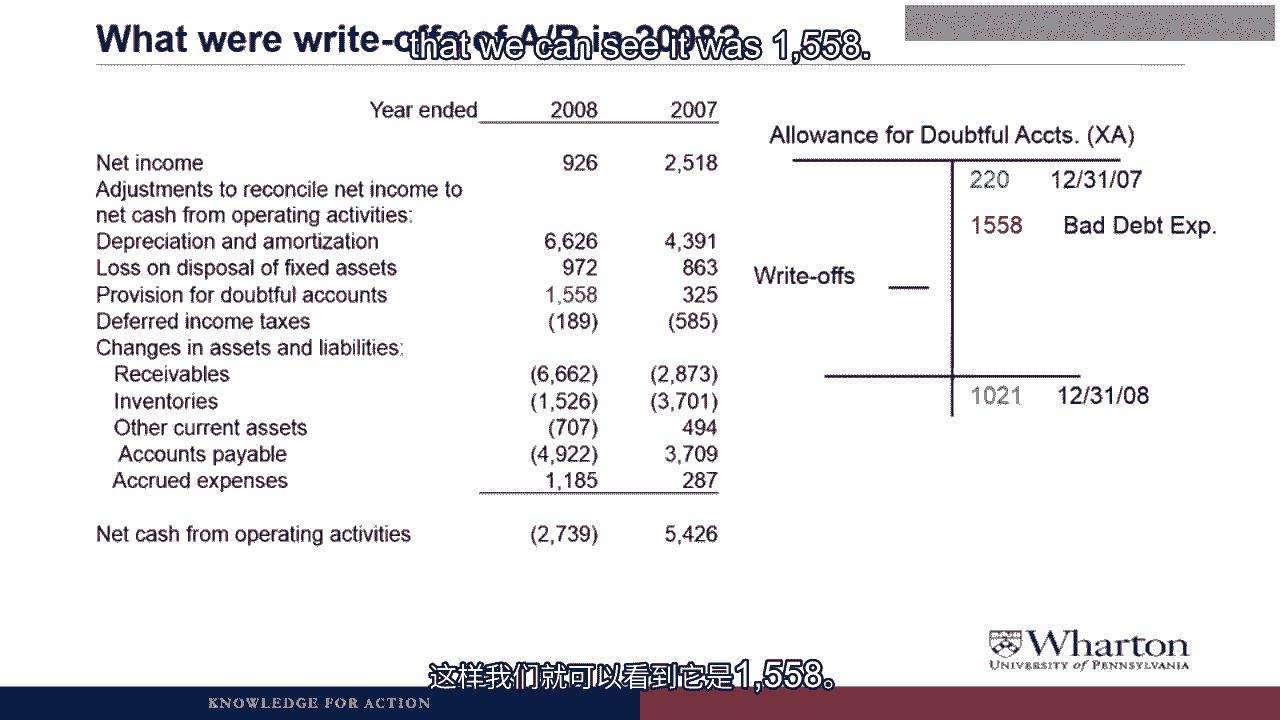 What were write-offs of A/R in 2008?
that we can see it was 1,558.
Year ended 2008 2007
Net income 926 2,518
Adjustments to reconcile net income to
net cash from operating activities:
Depreciation and amortization 6,626 4,391
Loss on disposal of fixed assets 972 863
Provision for doubtful accounts 1,558 325
Deferred income taxes (189) (585)
Changes in assets and liabilities:
Receivables (6,662) (2,873)
Inventories (1,526) (3,701)
Other current assets (707) 494
Accounts payable (4,922) 3,709
Accrued expenses 1,185 287
Net cash from operating activities (2,739) 5,426
Allowance for Doubtful Accts. (XA)
220 12/31/07
1558 Bad Debt Exp.
Write-offs
1021 12/31/08
Wharton
UNIVERSITY of PENNSYLVANIA
这样我们就可以看到它是1,558。
KNOWLEDGE FOR ACTION